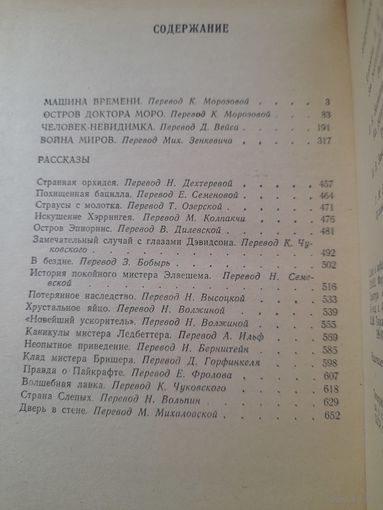 СОДЕРЖАНИЕ
МАШИНА ВРЕМЕНИ. Перевод К. Морозовой . . . . 3
ОСТРОВ ДОКТОРА МОРО. Перевод К. Морозовой . . . 83
ЧЕЛОВЕК-НЕВИДИМКА. Перевод Д. Вейса . . . . 191
ВОЙНА МИРОВ. Перевод Мих. Зенкевича . . . . 317
РАССКАЗЫ
Странная орхидея. Перевод Н. Дехтеревой . . . . 457
Похищенная бацилла. Перевод Е. Семеновой . . . . 464
Страусы с молотка. Перевод Т. Озерской . . . . 471
Искушение Хэррингея. Перевод М. Колпакчи . . . . 476
Остров Эпиорнис. Перевод В. Дилевской . . . . 481
Замечательный случай с глазами Дэвидсона. Перевод К. Чу-
ковского . . . . . . . . . . 492
В бездне. Перевод З. Бобырь . . . . . . 502
История покойного мистера Элвешема. Перевод Н. Семе-
вской . . . . . . . . . . 516
Потерянное наследство. Перевод Н. Высоцкой . . . . 533
Хрустальное яйцо. Перевод Н. Волжиной . . . . 539
«Новейший ускоритель». Перевод Н. Волжиной . . . . 555
Каникулы мистера Ледбеттера. Перевод А. Ильф . . . 569
Неопытное привидение. Перевод И. Бернштейн . . . . 585
Клад мистера Бришера. Перевод Д. Горфинкеля . . . . 598
Правда о Пайкрафте. Перевод Е. Фролова . . . . 607
Волшебная лавка. Перевод К. Чуковского . . . . 618
Страна Слепых. Перевод Н. Вольпин . . . . 629
Дверь в стене. Перевод М. Михаловской . . . . 652